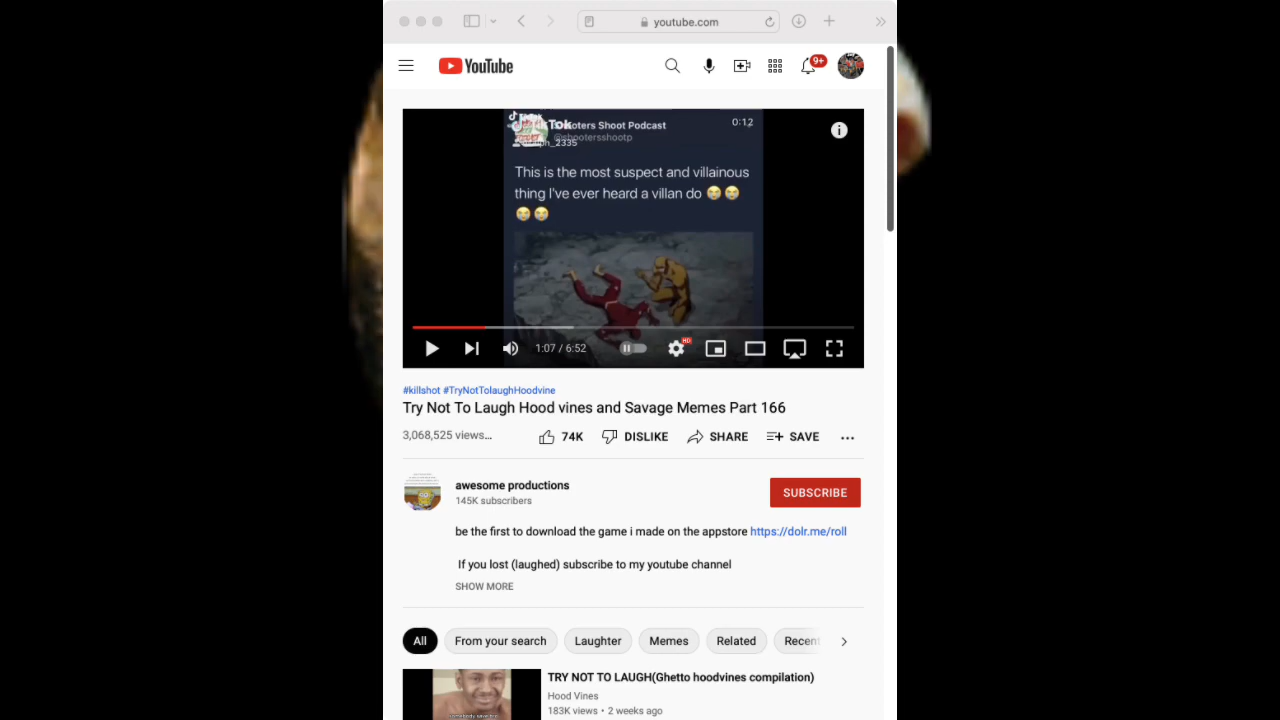 youtube.com
YouTube
9+
TikTok
oters Shoot Podcast
0:12
@shootersshootp
ph_2335
This is the most suspect and villainous
thing I've ever heard a villan do
HD
1:07 / 6:52
#killshot #TryNotTolaughHoodvine
Try Not To Laugh Hood vines and Savage Memes Part 166
3,068,525 views...
74K
DISLIKE
SHARE
SAVE
awesome productions
145K subscribers
SUBSCRIBE
be the first to download the game i made on the appstore https://dolr.me/roll
If you lost (laughed) subscribe to my youtube channel
SHOW MORE
All
From your search
Laughter
Memes
Related
Recent
TRY NOT TO LAUGH(Ghetto hoodvines compilation)
Hood Vines
183K views • 2 weeks ago